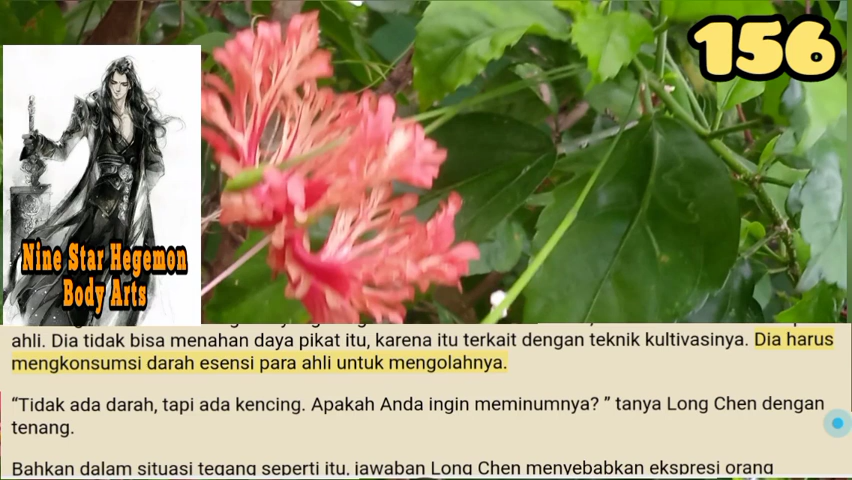 156
Nine Star Hegemon
Body Arts
ahli. Dia tidak bisa menahan daya pikat itu, karena itu terkait dengan teknik kultivasinya. Dia harus
mengkonsumsi darah esensi para ahli untuk mengolahnya.
“Tidak ada darah, tapi ada kencing. Apakah Anda ingin meminumnya? ” tanya Long Chen dengan
tenang.
Bahkan dalam situasi tegang seperti itu, jawaban Long Chen menyebabkan ekspresi orang